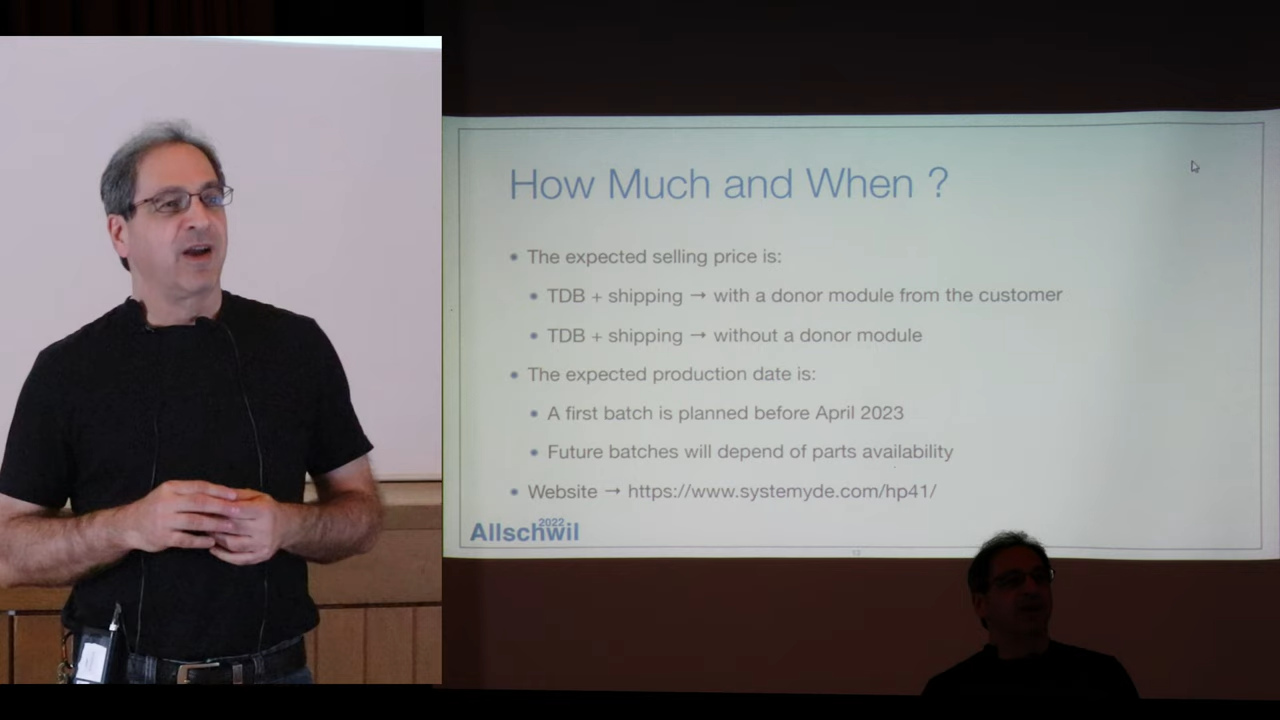 How Much and When ?
• The expected selling price is:
• TDB + shipping → with a donor module from the customer
• TDB + shipping → without a donor module
• The expected production date is:
• A first batch is planned before April 2023
• Future batches will depend of parts availability
• Website → https://www.systemyde.com/hp41/
2022
Allschwil